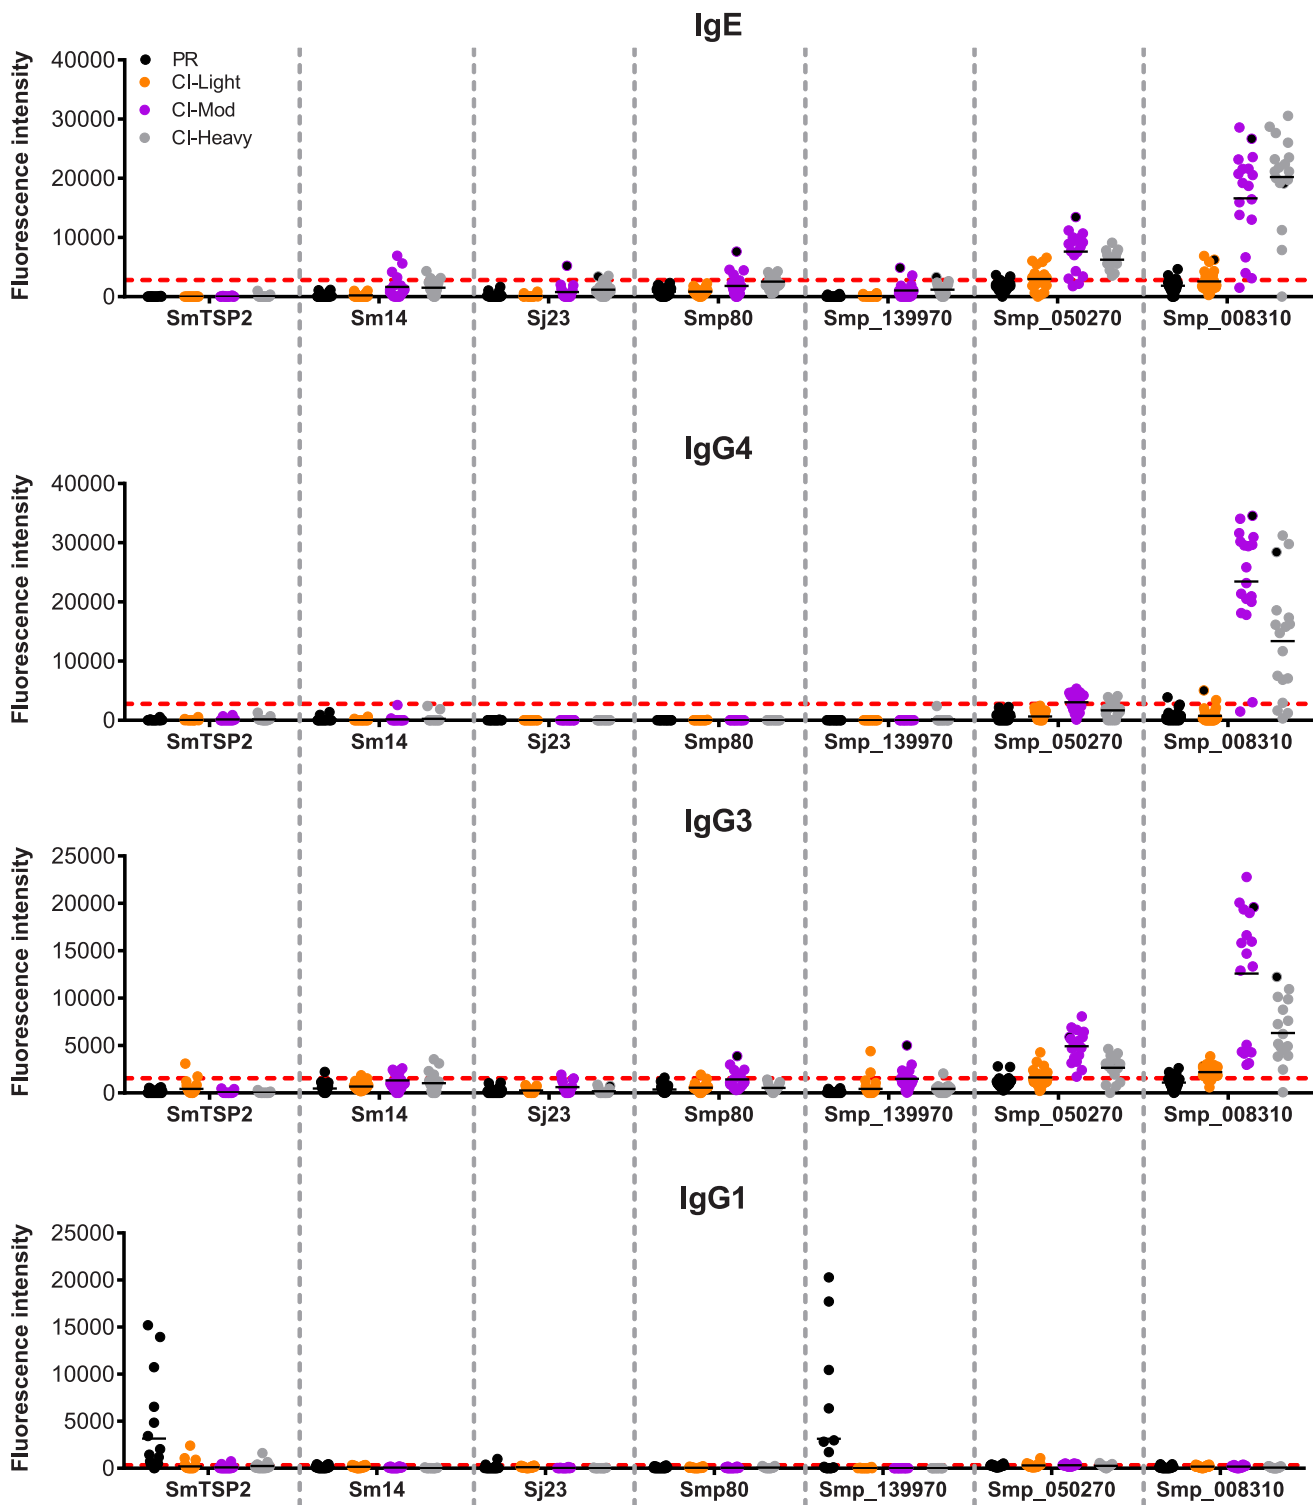 IgE
Fluorescence intensity
40000
30000
20000
10000
0
PR
CI-Light
CI-Mod
CI-Heavy
SmTSP2 Sm14 Sj23 Smp80 Smp_139970 Smp_050270 Smp_008310
IgG4
Fluorescence intensity
40000
30000
20000
10000
0
SmTSP2 Sm14 Sj23 Smp80 Smp_139970 Smp_050270 Smp_008310
IgG3
Fluorescence intensity
25000
20000
15000
10000
5000
0
SmTSP2 Sm14 Sj23 Smp80 Smp_139970 Smp_050270 Smp_008310
IgG1
Fluorescence intensity
25000
20000
15000
10000
5000
0
SmTSP2 Sm14 Sj23 Smp80 Smp_139970 Smp_050270 Smp_008310